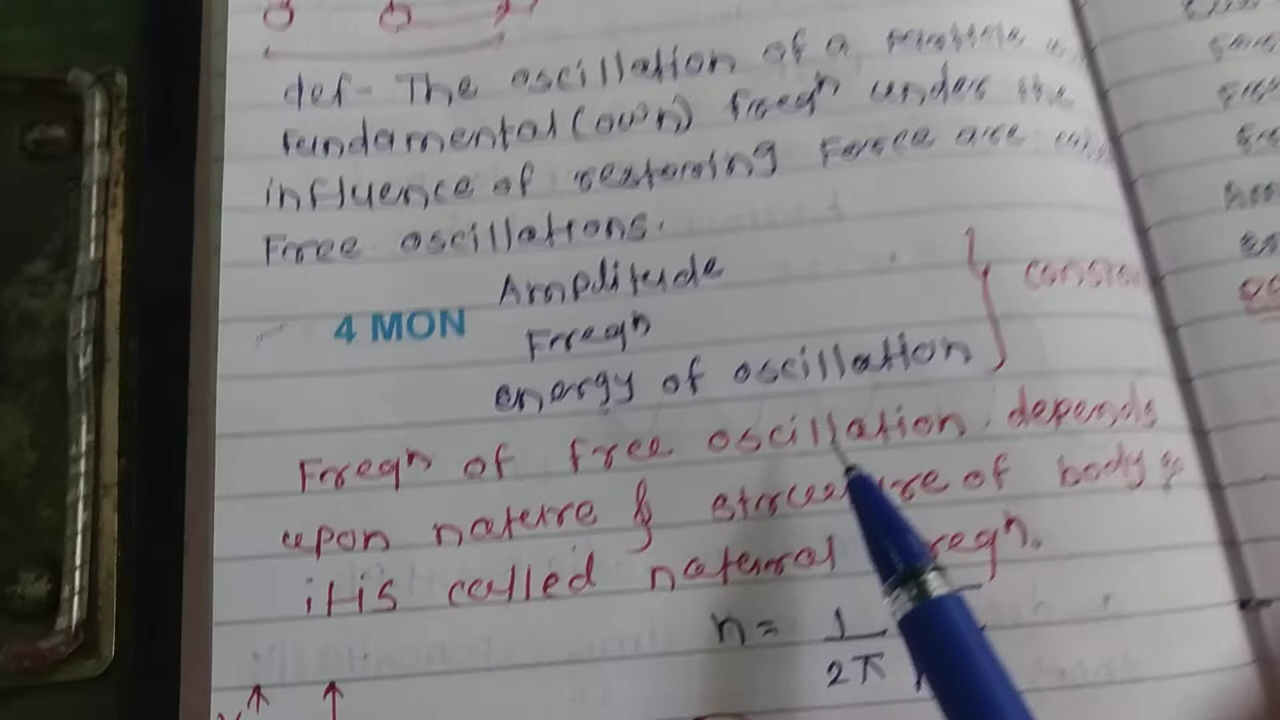 def- The oscillation of a
fundamental (own) freqn under the
influence of restoring Force are
Free oscillations.
Amplitude
4 MON
Freqn
energy of oscillation
Freqn of free oscillation depends
upon nature & structure of body &
it is called natural freqn.
n = 1
2π